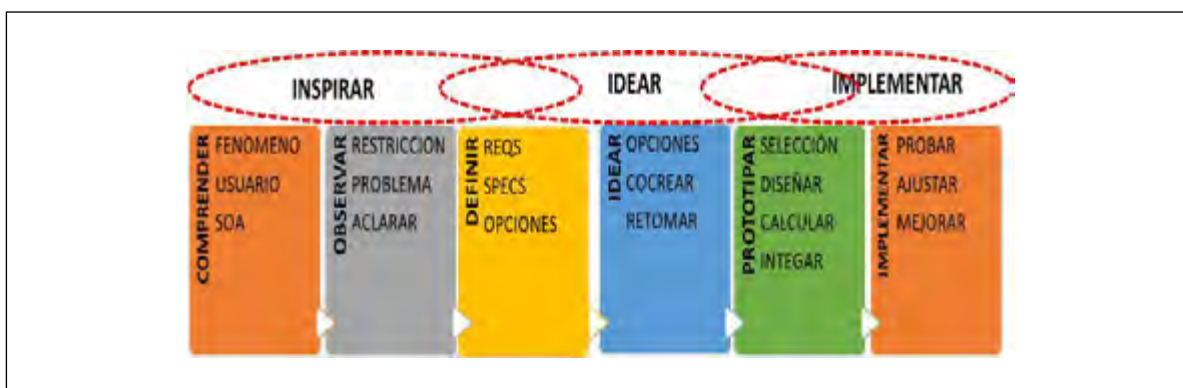 INSPIRAR
IDEAR
IMPLEMENTAR
COMPRENDER
FENOMENO
USUARIO
SOA
OBSERVAR
RESTRICCION
PROBLEMA
ACLARAR
DEFINIR
REQS
SPECS
OPCIONES
IDEAR
OPCIONES
COCREAR
RETOMAR
PROTOTIPAR
SELECCIÒN
DISEÑAR
CALCULAR
INTEGAR
IMPLEMENTAR
PROBAR
AJUSTAR
MEJORAR